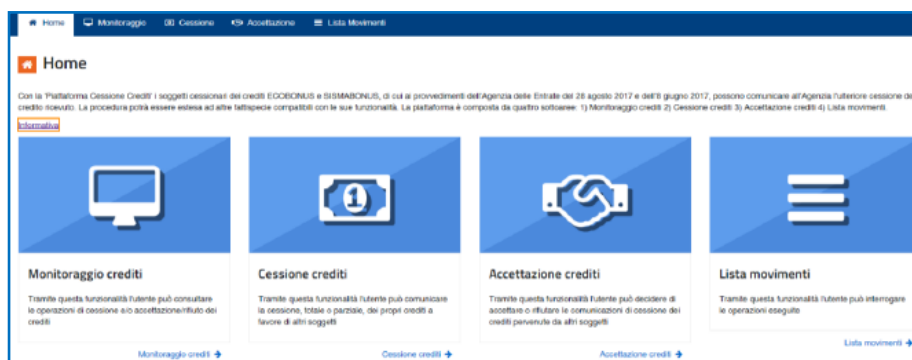 Home Monitoraggio Cessione Accettazione Lista Movimenti
Home
Con la 'Piattaforma Cessione Crediti' i soggetti cessionari dei crediti ECOBONUS e SISMABONUS, di cui ai provvedimenti dell'Agenzia delle Entrate del 28 agosto 2017 e dell'8 giugno 2017, possono comunicare all'Agenzia l'ulteriore cessione de
credito ricevuto. La procedura potrà essere estesa ad altre fattispecie compatibili con le sue funzionalità. La piattaforma è composta da quattro sottoaree: 1) Monitoraggio crediti 2) Cessione crediti 3) Accettazione crediti 4) Lista movimenti.
Informativa
1
Monitoraggio crediti
Tramite questa funzionalità l'utente può consultare
le operazioni di cessione e/o accettazione/rifiuto dei
crediti
Monitoraggio crediti
Cessione crediti
Tramite questa funzionalità l'utente può comunicare
la cessione, totale o parziale, dei propri crediti a
favore di altri soggetti
Cessione crediti
Accettazione crediti
Tramite questa funzionalità l'utente può decidere di
accettare o rifiutare le comunicazioni di cessione dei
crediti pervenute da altri soggetti
Accettazione crediti
Lista movimenti
Tramite questa funzionalità l'utente può interrogare
le operazioni eseguite
Lista movimenti